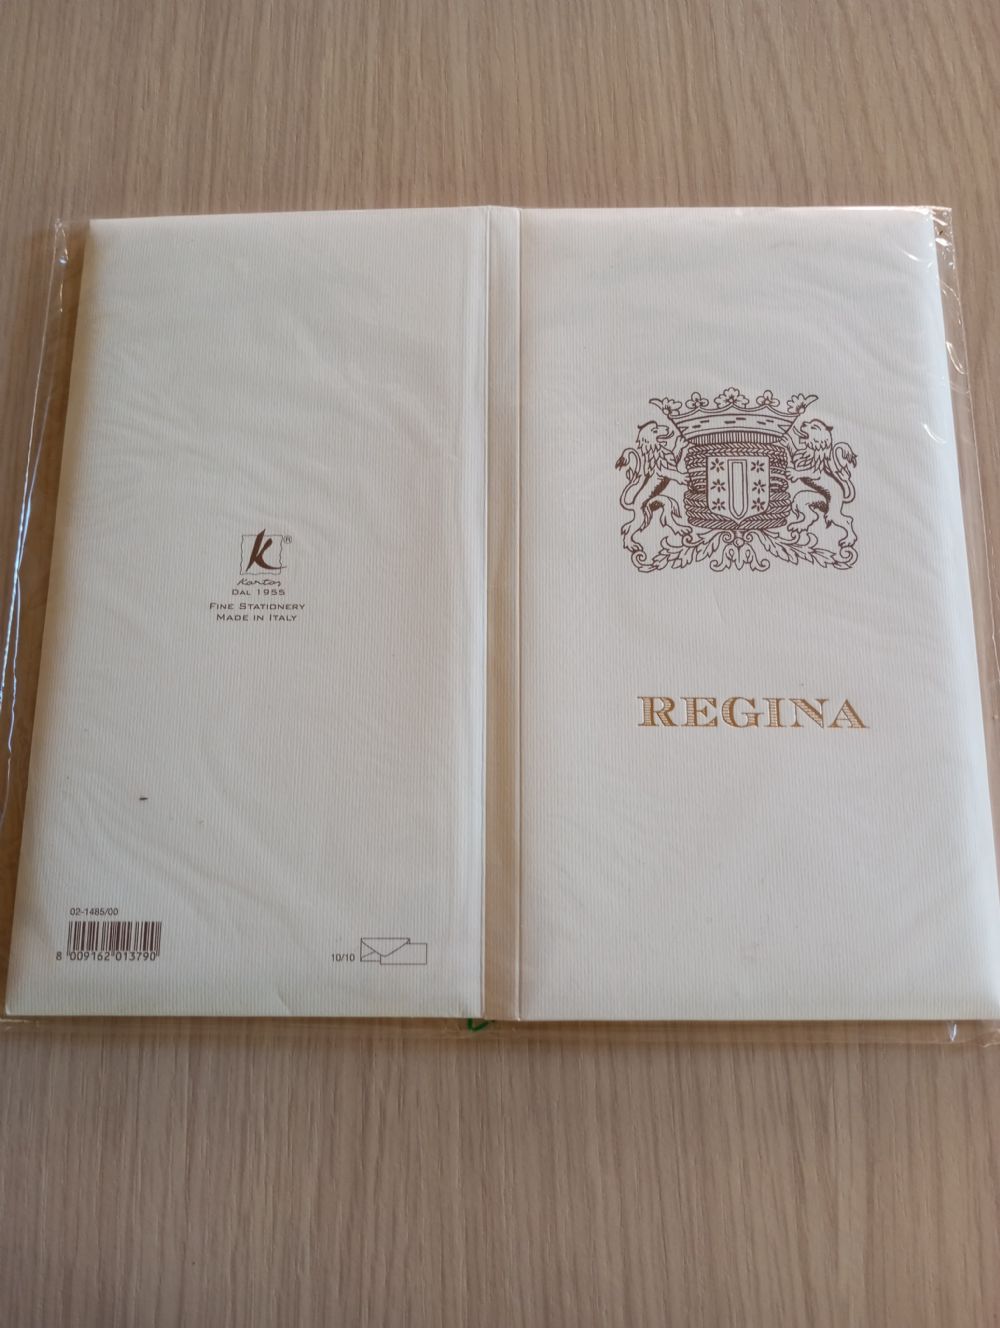 K®
Kartos
DAL 1955
FINE STATIONERY
MADE IN ITALY
02-1485/00
8 009162 013790
10/10
REGINA